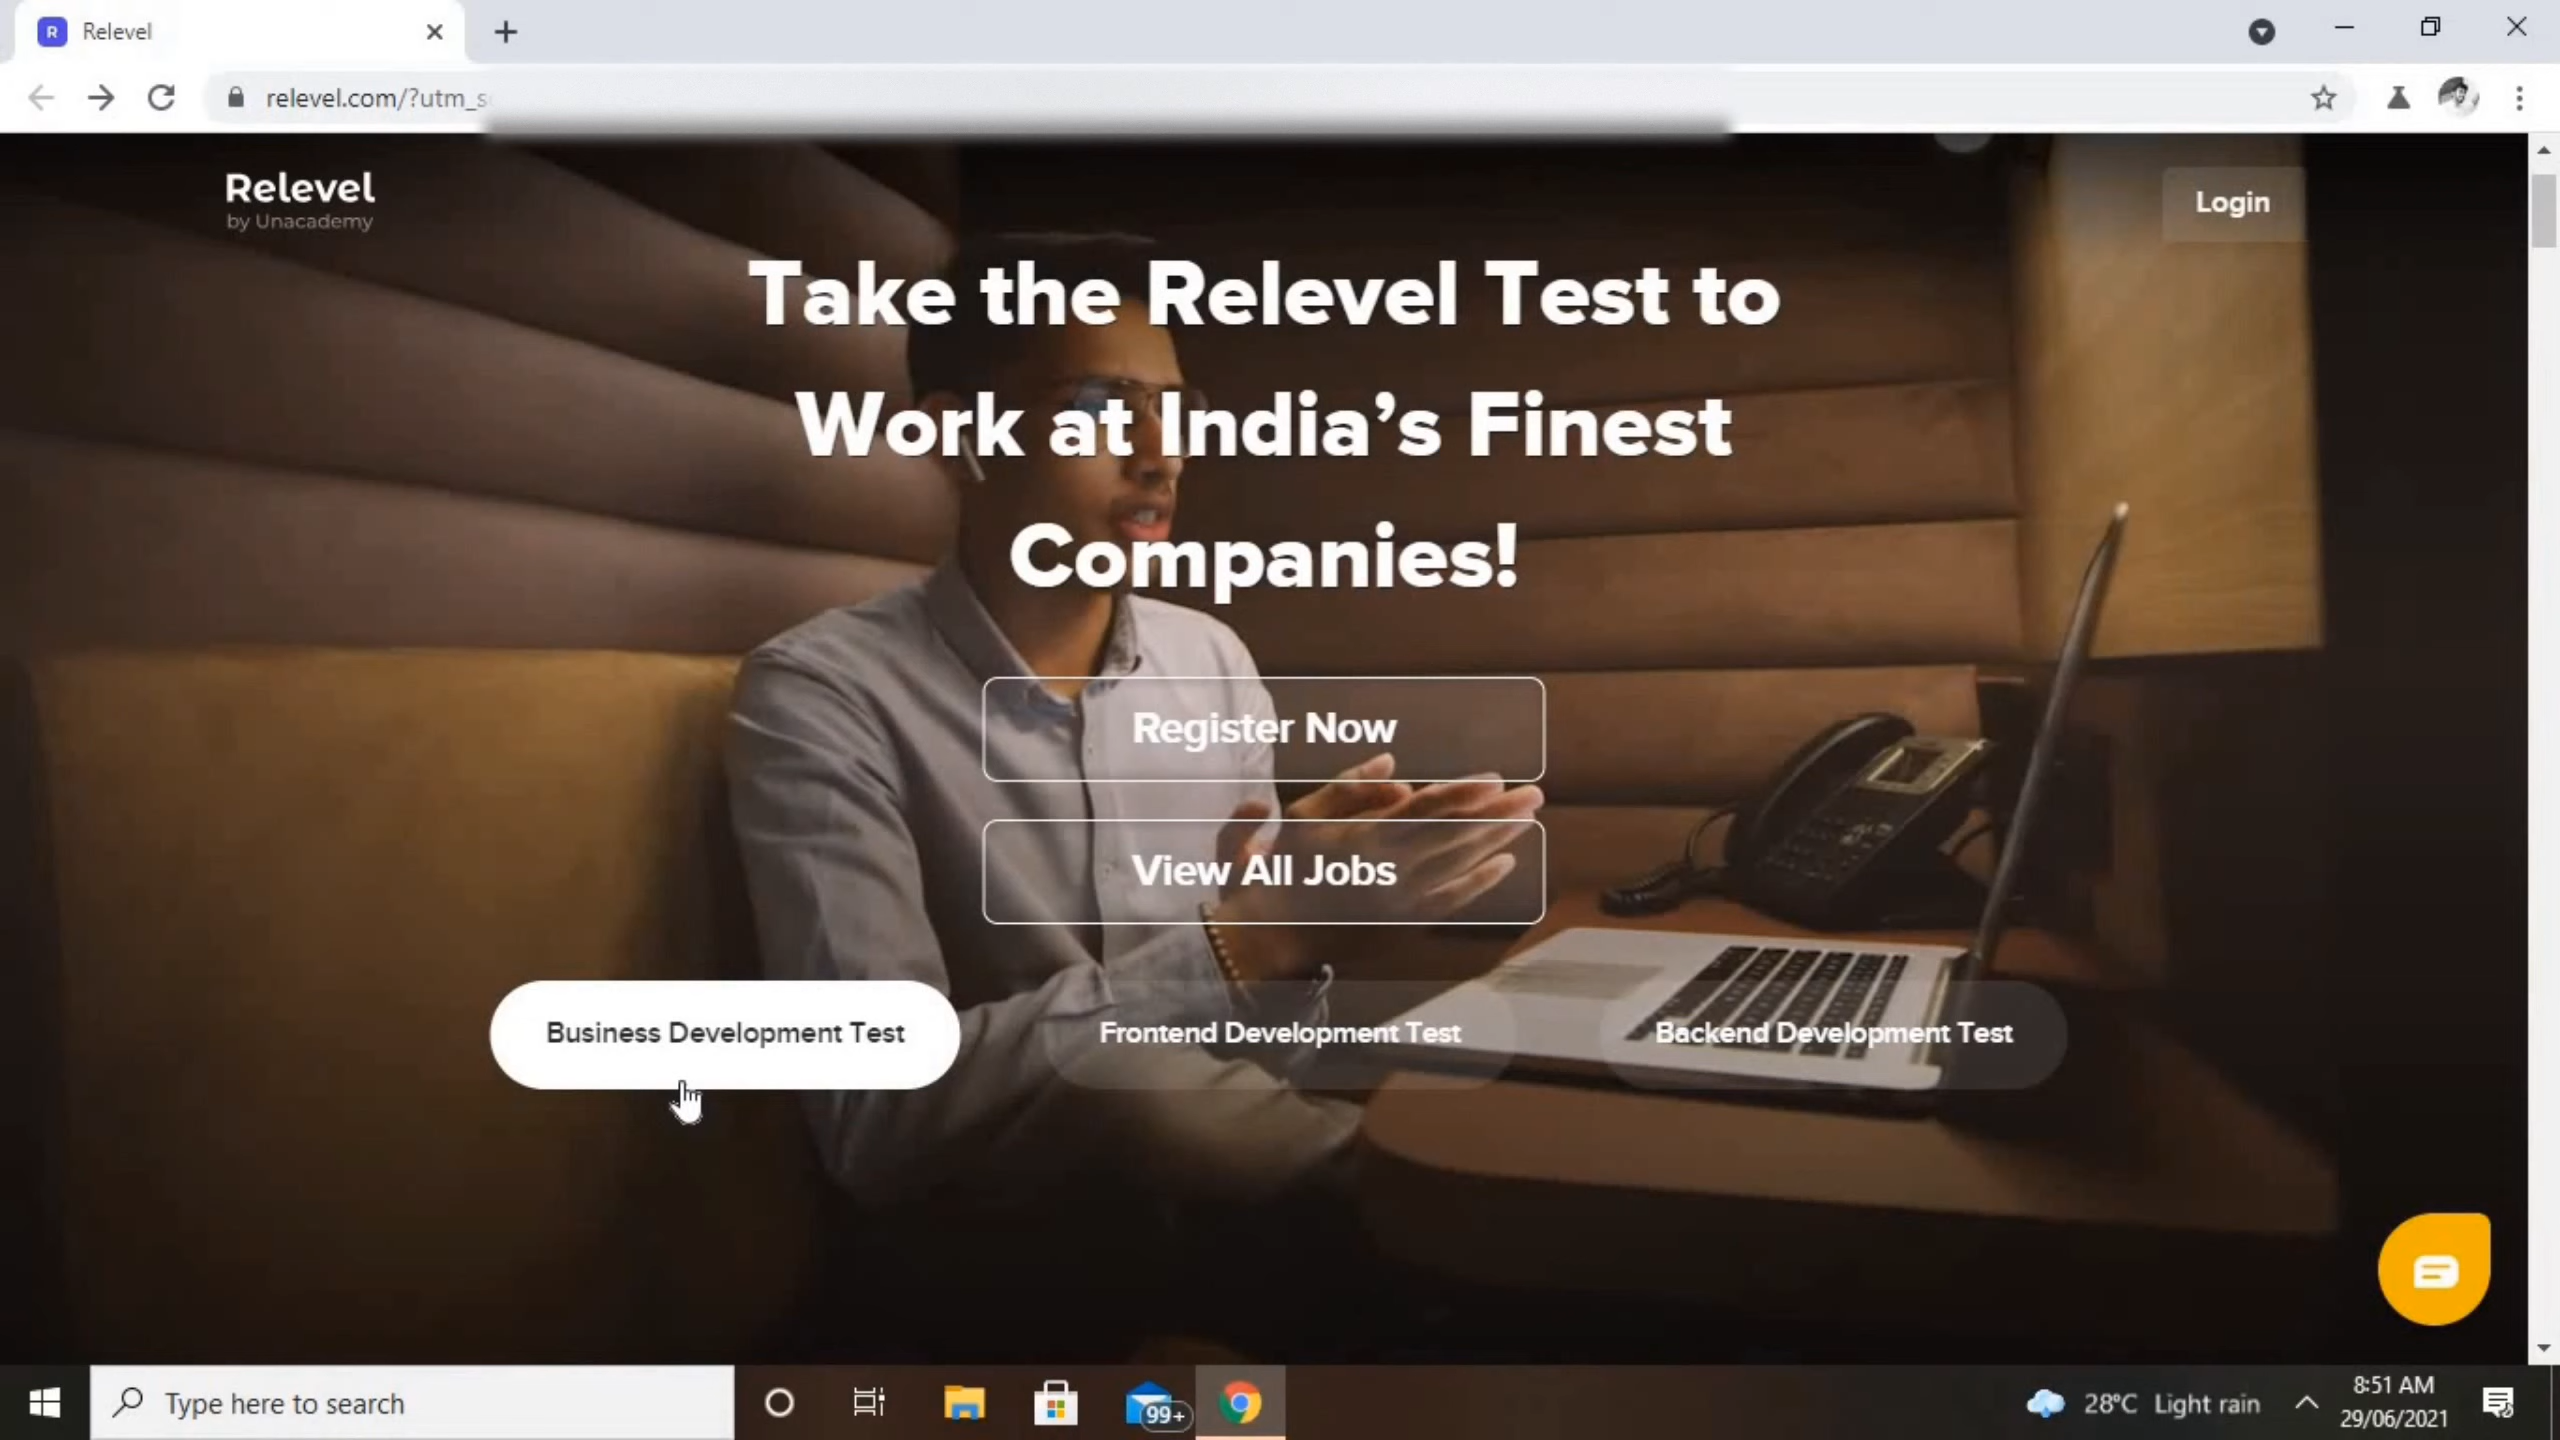 R Relevel
relevel.com/?utm_s
Relevel
by Unacademy
Login
Take the Relevel Test to
Work at India’s Finest
Companies!
Register Now
View All Jobs
Business Development Test
Frontend Development Test
Backend Development Test
Type here to search
99+
28°C Light rain
8:51 AM
29/06/2021